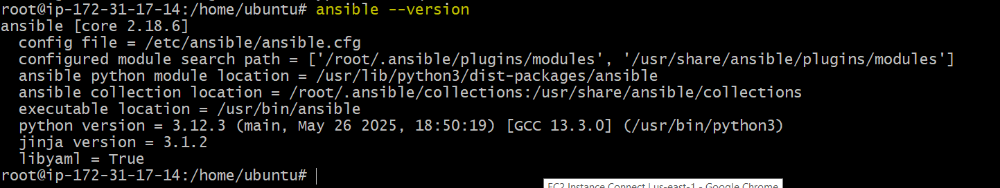 root@ip-172-31-17-14:/home/ubuntu# ansible --version
ansible [core 2.18.6]
  config file = /etc/ansible/ansible.cfg
  configured module search path = ['/root/.ansible/plugins/modules', '/usr/share/ansible/plugins/modules']
  ansible python module location = /usr/lib/python3/dist-packages/ansible
  ansible collection location = /root/.ansible/collections:/usr/share/ansible/collections
  executable location = /usr/bin/ansible
  python version = 3.12.3 (main, May 26 2025, 18:50:19) [GCC 13.3.0] (/usr/bin/python3)
  jinja version = 3.1.2
  libyaml = True
root@ip-172-31-17-14:/home/ubuntu#
EC2 Instance Connect | us-east-1 - Google Chrome